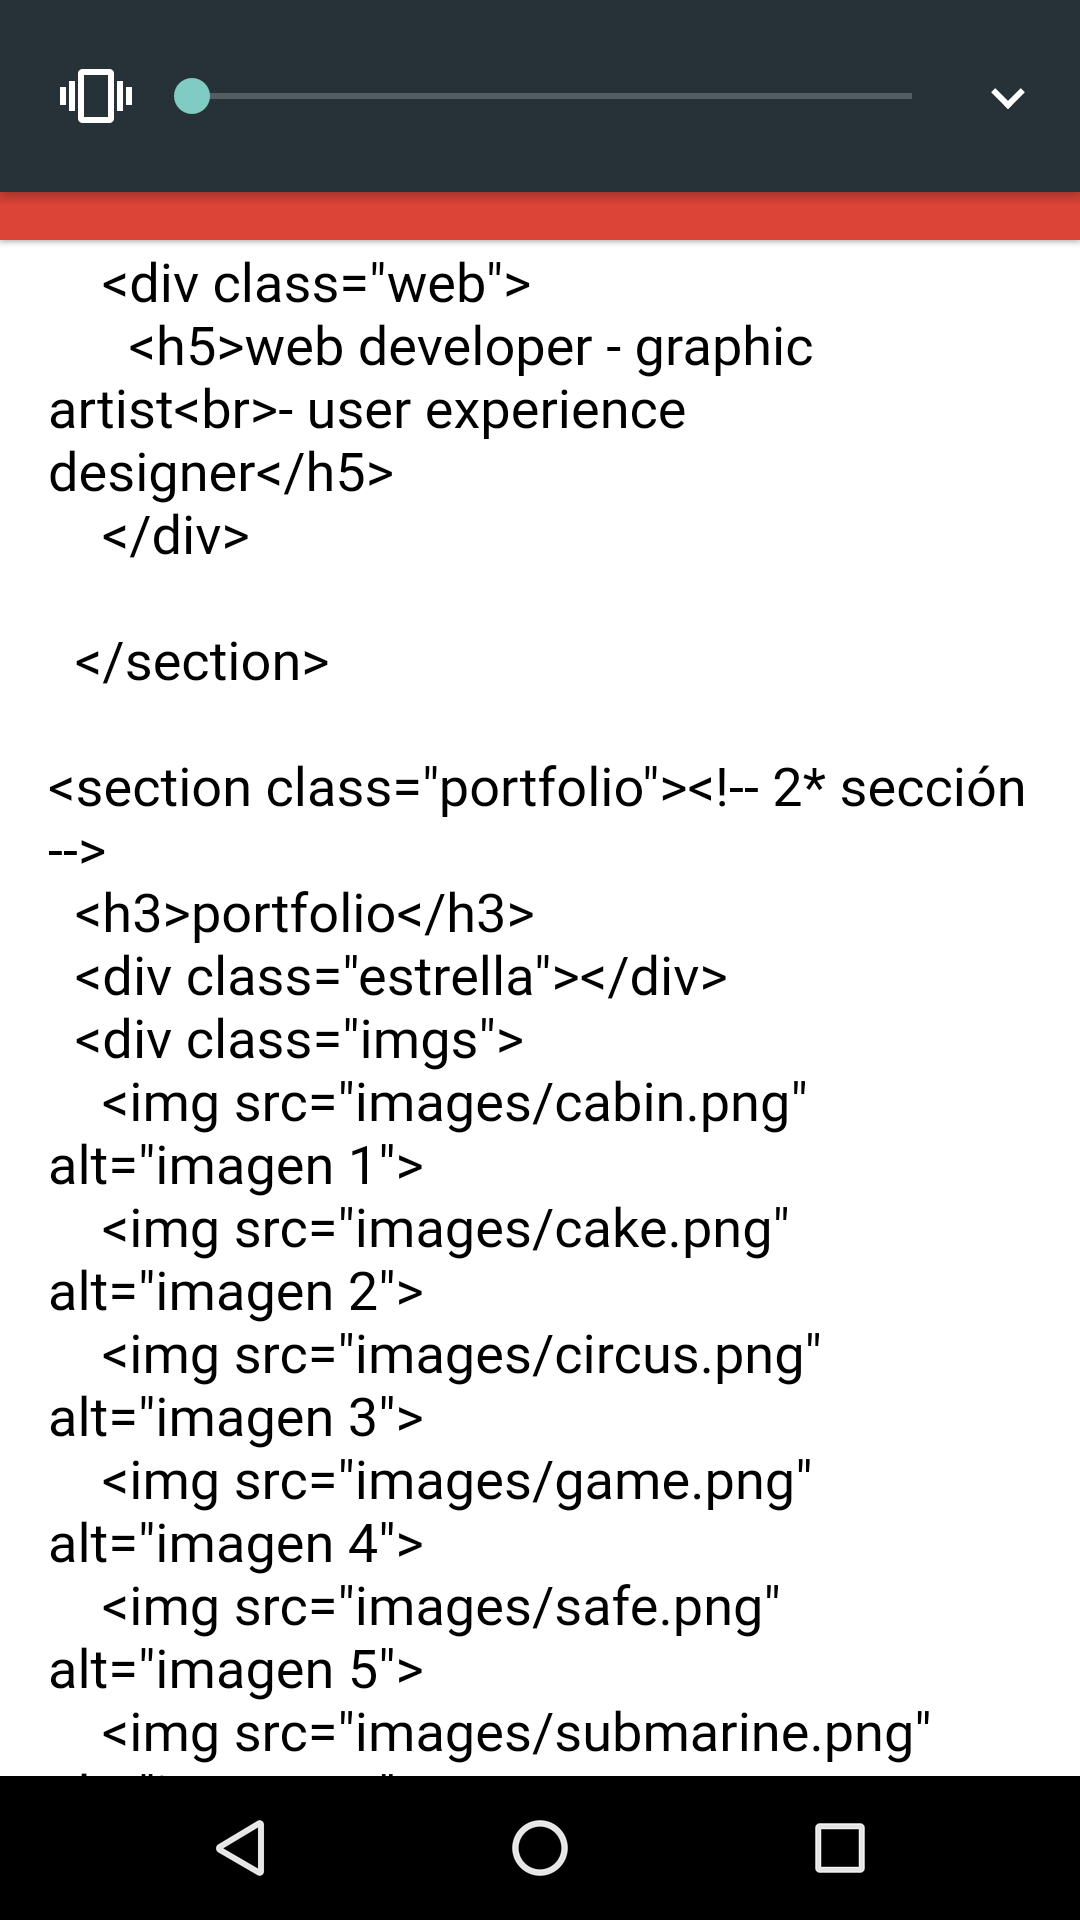 <div class="web">
<h5>web developer - graphic
artist<br>- user experience
designer</h5>
</div>
</section>
<section class="portfolio"><!-- 2* sección
-->
<h3>portfolio</h3>
<div class="estrella"></div>
<div class="imgs">
<img src="images/cabin.png"
alt="imagen 1">
<img src="images/cake.png"
alt="imagen 2">
<img src="images/circus.png"
alt="imagen 3">
<img src="images/game.png"
alt="imagen 4">
<img src="images/safe.png"
alt="imagen 5">
<img src="images/submarine.png"